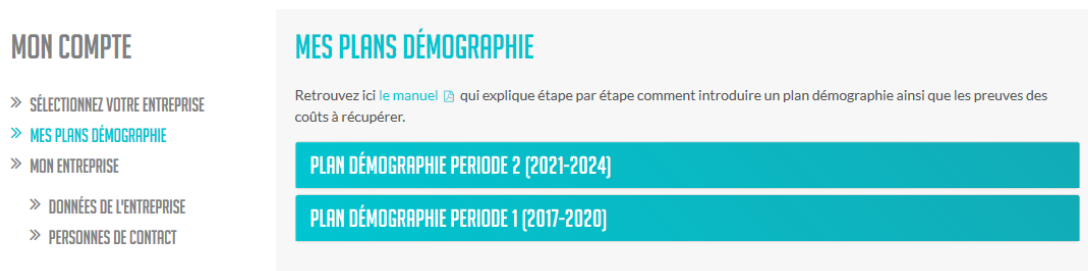 MON COMPTE
SÉLECTIONNEZ VOTRE ENTREPRISE
MES PLANS DÉMOGRAPHIE
MON ENTREPRISE
DONNÉES DE L'ENTREPRISE
PERSONNES DE CONTACT
MES PLANS DÉMOGRAPHIE
Retrouvez ici le manuel qui explique étape par étape comment introduire un plan démographie ainsi que les preuves des
coûts à récupérer.
PLAN DÉMOGRAPHIE PERIODE 2 (2021-2024)
PLAN DÉMOGRAPHIE PERIODE 1 (2017-2020)